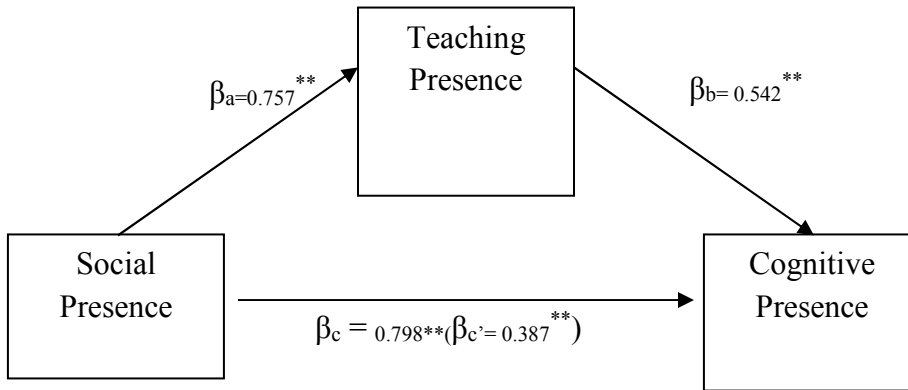 Teaching
Presence
βa=0.757**
βb= 0.542**
Social
Presence
Cognitive
Presence
βc = 0.798**(βc’= 0.387**)